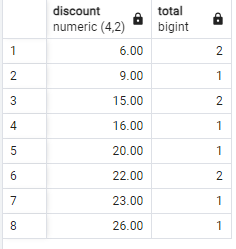 discount total
numeric (4,2) bigint
1 6.00 2
2 9.00 1
3 15.00 2
4 16.00 1
5 20.00 1
6 22.00 2
7 23.00 1
8 26.00 1